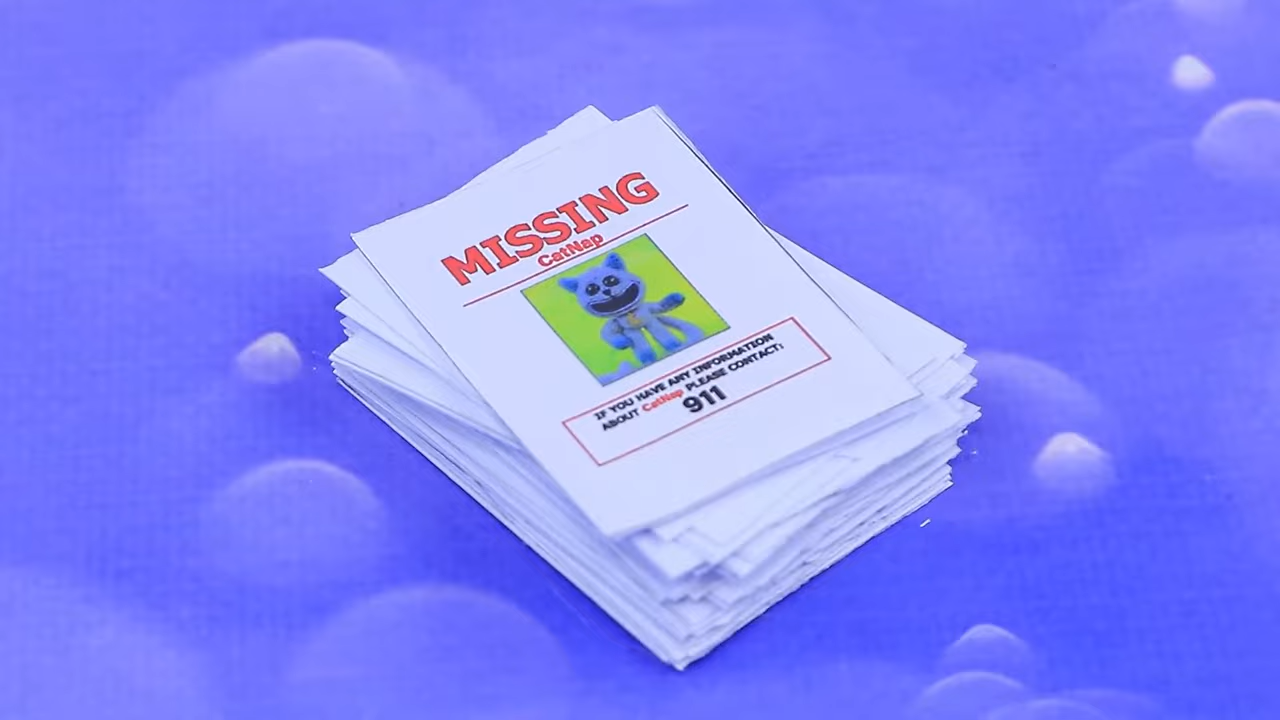 MISSING
CatNap
IF YOU HAVE ANY INFORMATION
ABOUT CatNap PLEASE CONTACT:
911